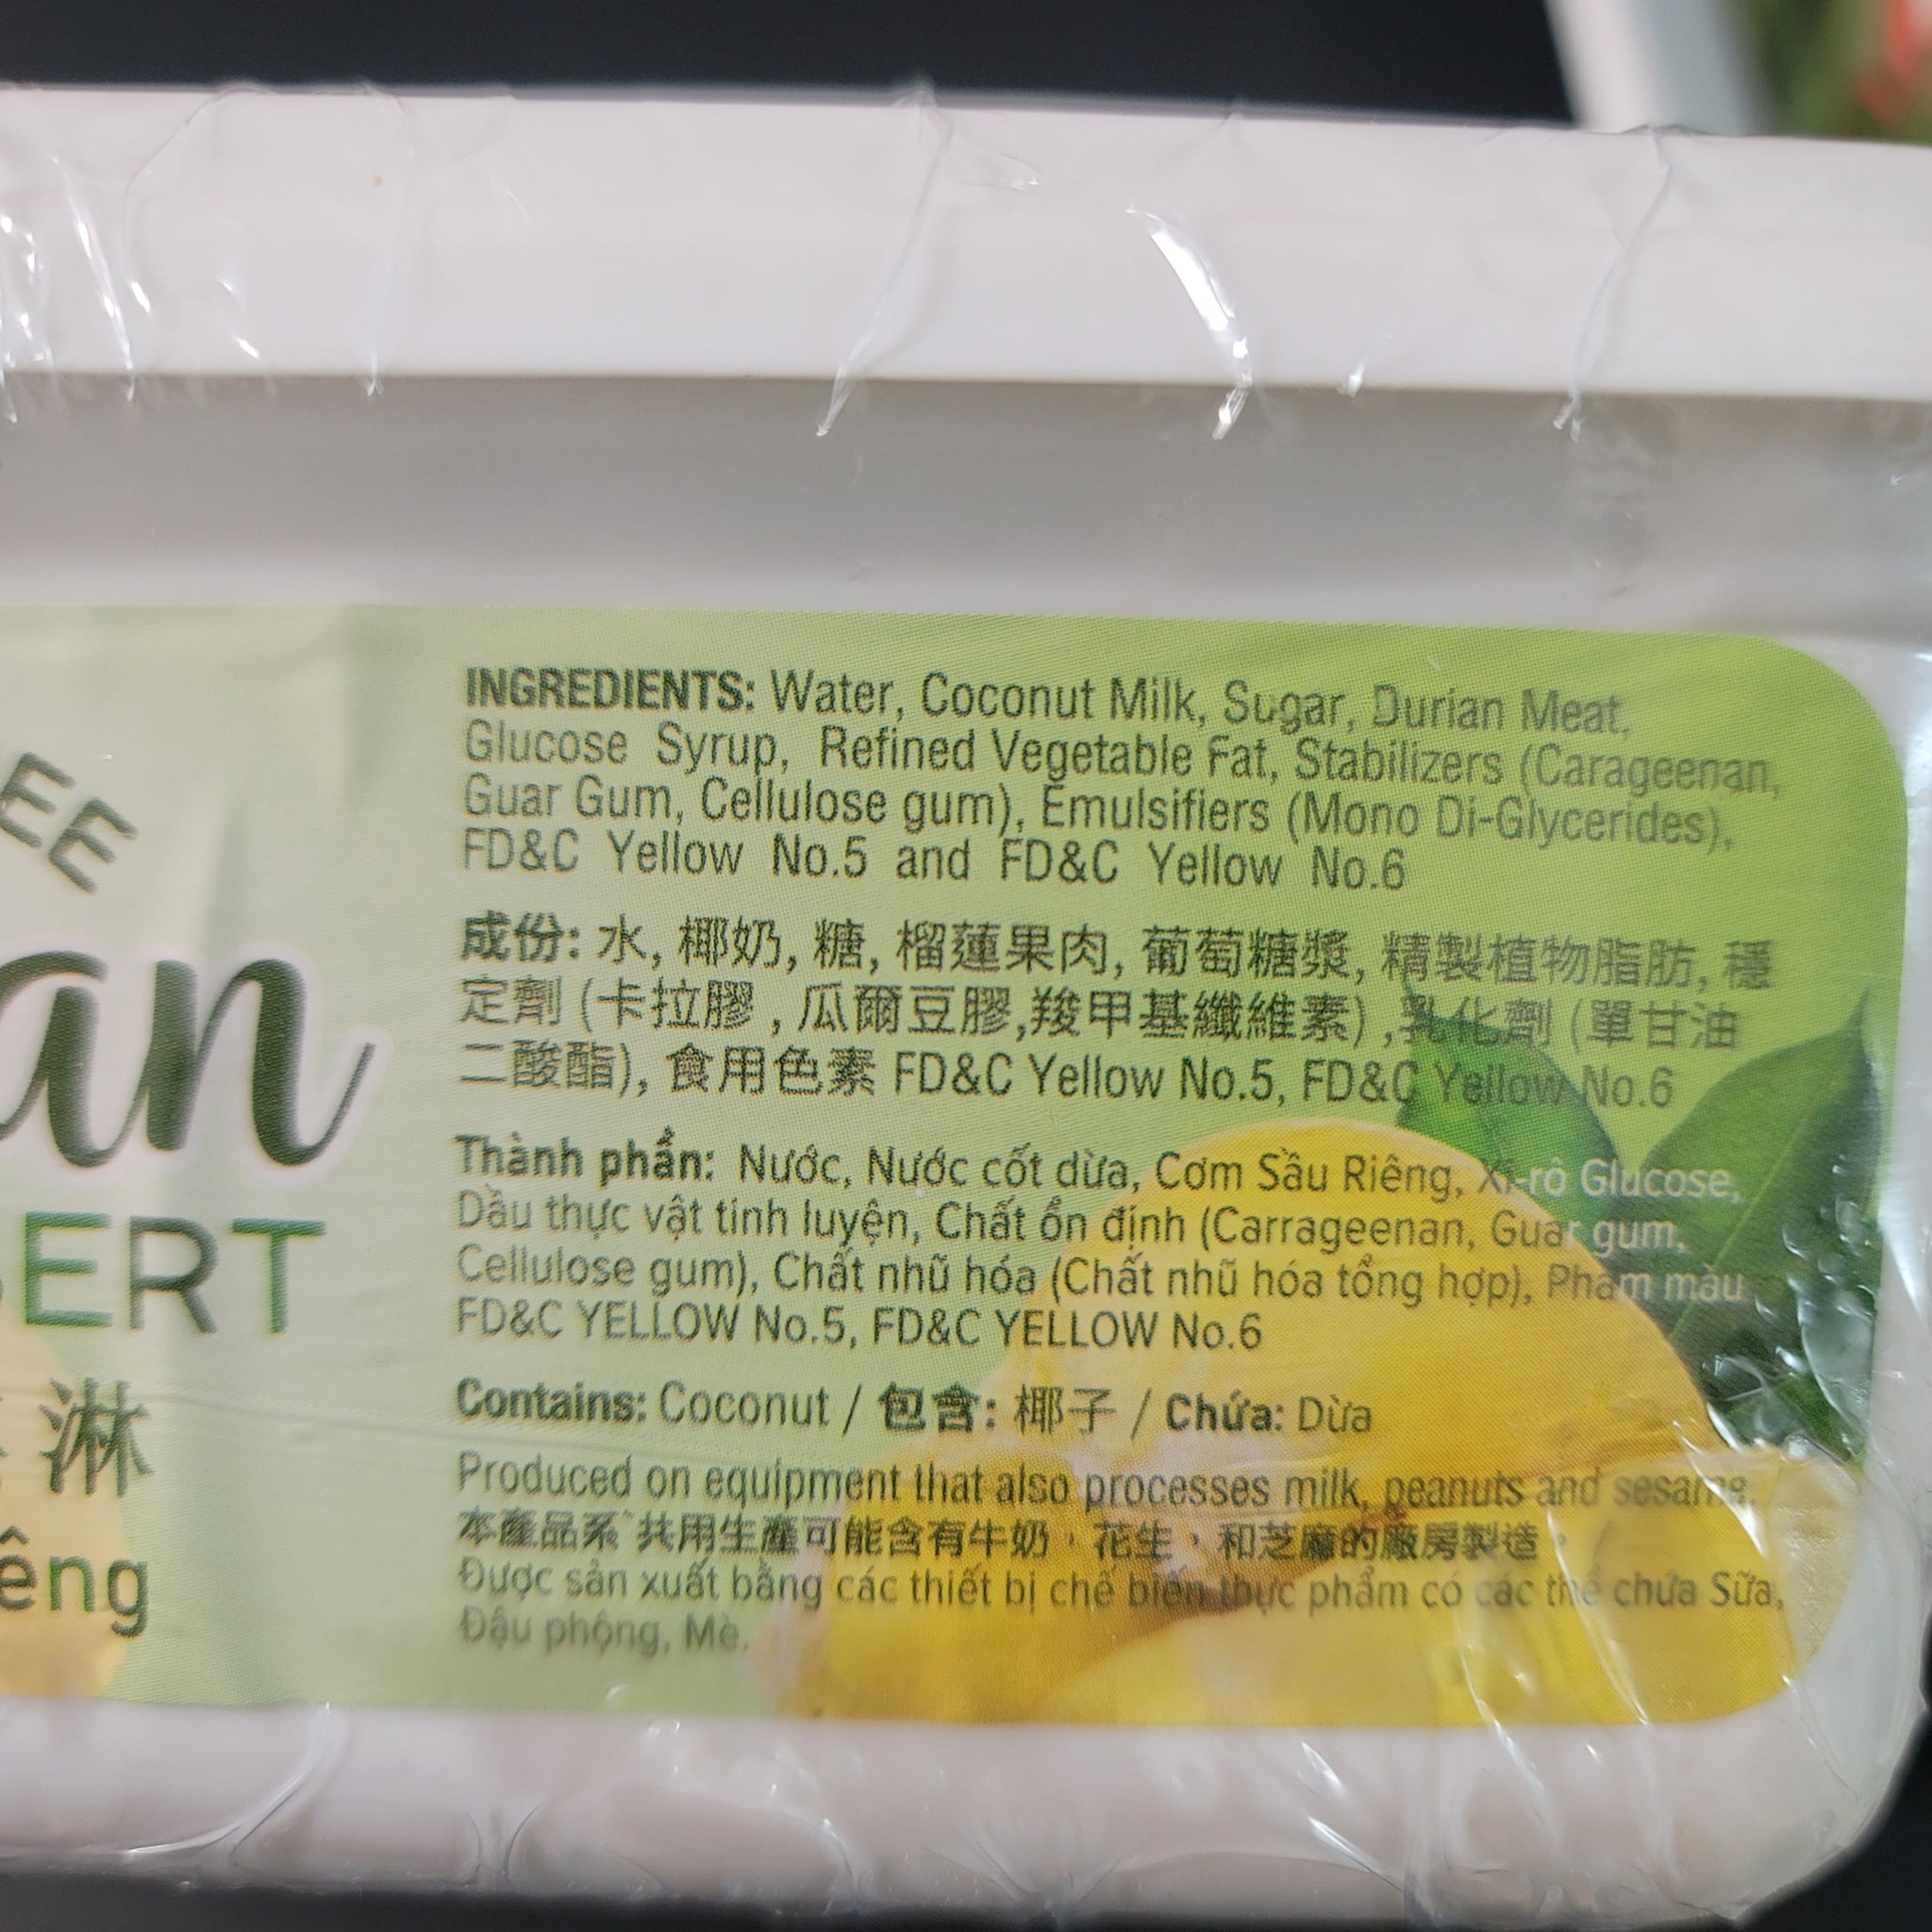 EE
an
ERT
淋
êng
INGREDIENTS: Water, Coconut Milk, Sugar, Durian Meat,
Glucose Syrup, Refined Vegetable Fat, Stabilizers (Carageenan,
Guar Gum, Cellulose gum), Emulsifiers (Mono Di-Glycerides),
FD&C Yellow No.5 and FD&C Yellow No.6
成份: 水, 椰奶, 糖, 榴蓮果肉, 葡萄糖漿, 精製植物脂肪, 穩
定劑 (卡拉膠 , 瓜爾豆膠,羧甲基纖維素) ,乳化劑 (單甘油
二酸酯), 食用色素 FD&C Yellow No.5, FD&C Yellow No.6
Thành phần: Nước, Nước cốt dừa, Cơm Sầu Riêng, Xi-rô Glucose,
Dầu thực vật tinh luyện, Chất ổn định (Carrageenan, Guar gum,
Cellulose gum), Chất nhũ hóa (Chất nhũ hóa tổng hợp), Phẩm màu
FD&C YELLOW No.5, FD&C YELLOW No.6
Contains: Coconut / 包含: 椰子 / Chứa: Dừa
Produced on equipment that also processes milk, peanuts and sesame.
本產品系 共用生產可能含有牛奶，花生，和芝麻的廠房製造。
Được sản xuất bằng các thiết bị chế biến thực phẩm có các thể chứa Sữa,
Đậu phộng, Mè.